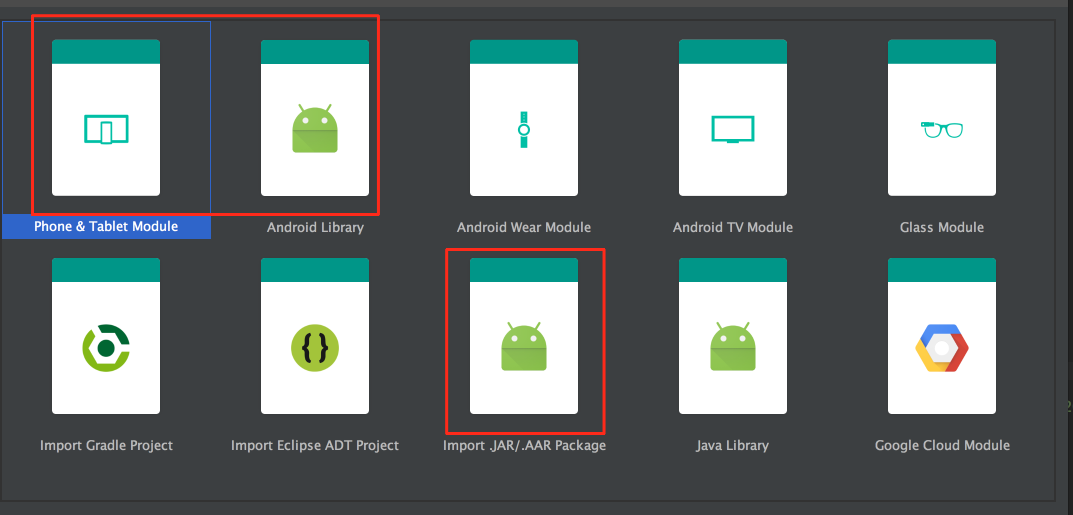 Phone & Tablet Module
Android Library
Android Wear Module
Android TV Module
Glass Module
{}
Import Gradle Project
Import Eclipse ADT Project
Import .JAR/.AAR Package
Java Library
Google Cloud Module
2